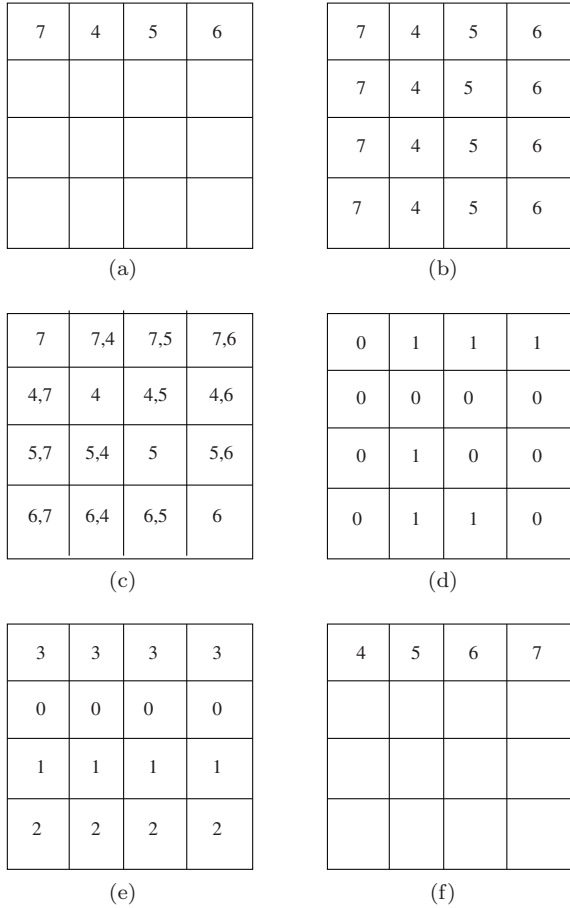 7 4 5 6
(a)
7 4 5 6
7 4 5 6
7 4 5 6
7 4 5 6
(b)
7 7,4 7,5 7,6
4,7 4 4,5 4,6
5,7 5,4 5 5,6
6,7 6,4 6,5 6
(c)
0 1 1 1
0 0 0 0
0 1 0 0
0 1 1 0
(d)
3 3 3 3
0 0 0 0
1 1 1 1
2 2 2 2
(e)
4 5 6 7
(f)